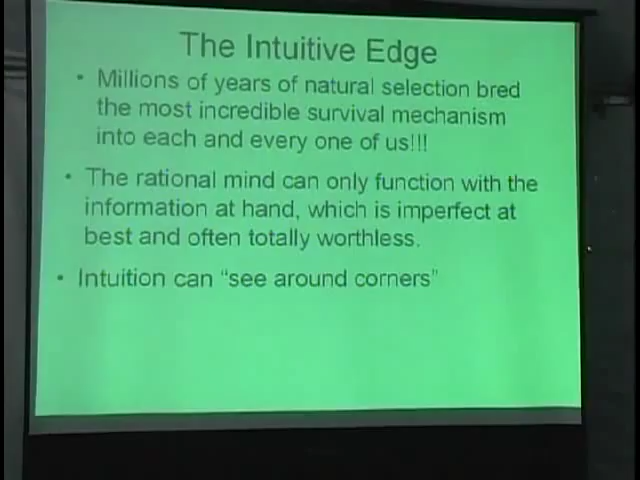 The Intuitive Edge
• Millions of years of natural selection bred
the most incredible survival mechanism
into each and every one of us!!!
• The rational mind can only function with the
information at hand, which is imperfect at
best and often totally worthless.
• Intuition can “see around corners”